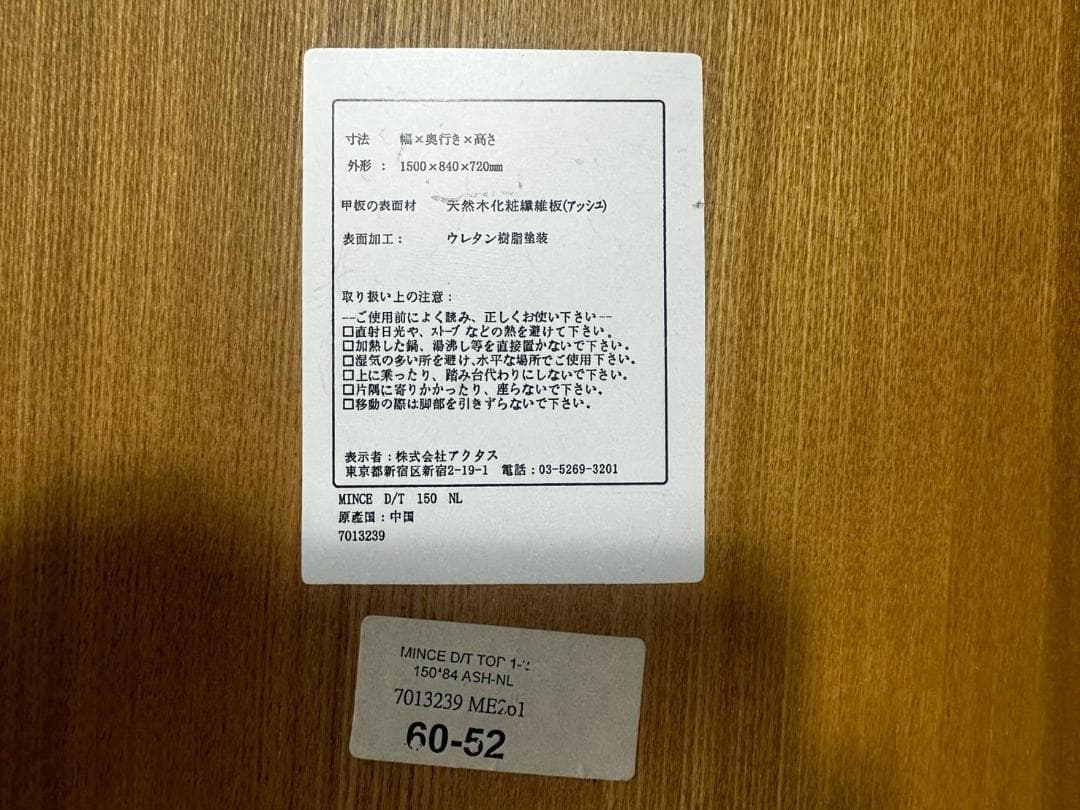 寸法　幅×奥行き×高さ
外形：1500×840×720mm
甲板の表面材　天然木化粧繊維板(アッシュ)
表面加工：　ウレタン樹脂塗装
取り扱い上の注意：
--ご使用前によく読み、正しくお使い下さい--
□直射日光や、ストーブなどの熱を避けて下さい。
□加熱した鍋、湯沸し等を直接置かないで下さい。
□湿気の多い所を避け、水平な場所でご使用下さい。
□上に乗ったり、踏み台代わりにしないで下さい。
□片隅に寄りかかったり、座らないで下さい。
□移動の際は脚部を引きずらないで下さい。
表示者：株式会社アクタス
東京都新宿区新宿2-19-1　電話：03-5269-3201
MINCE D/T 150 NL
原産国：中国
7013239
MINCE D/T TOP
150*84 ASH-NL
7013239
60-52